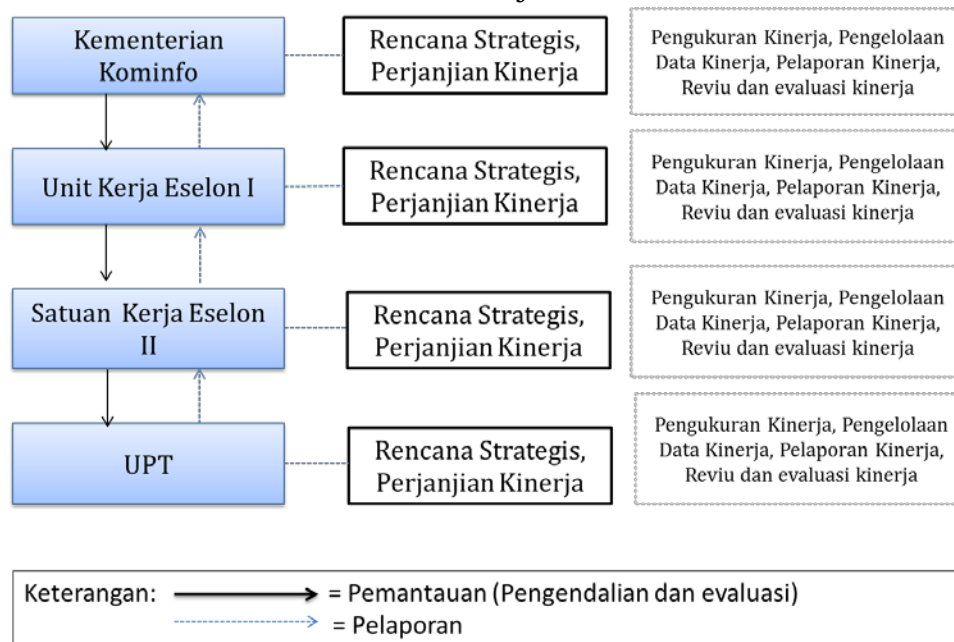 Kementerian
Kominfo
Rencana Strategis,
Perjanjian Kinerja
Pengukuran Kinerja, Pengelolaan
Data Kinerja, Pelaporan Kinerja,
Reviu dan evaluasi kinerja
Unit Kerja Eselon I
Rencana Strategis,
Perjanjian Kinerja
Pengukuran Kinerja, Pengelolaan
Data Kinerja, Pelaporan Kinerja,
Reviu dan evaluasi kinerja
Satuan Kerja Eselon
II
Rencana Strategis,
Perjanjian Kinerja
Pengukuran Kinerja, Pengelolaan
Data Kinerja, Pelaporan Kinerja,
Reviu dan evaluasi kinerja
UPT
Rencana Strategis,
Perjanjian Kinerja
Pengukuran Kinerja, Pengelolaan
Data Kinerja, Pelaporan Kinerja,
Reviu dan evaluasi kinerja
Keterangan: = Pemantauan (Pengendalian dan evaluasi)
= Pelaporan